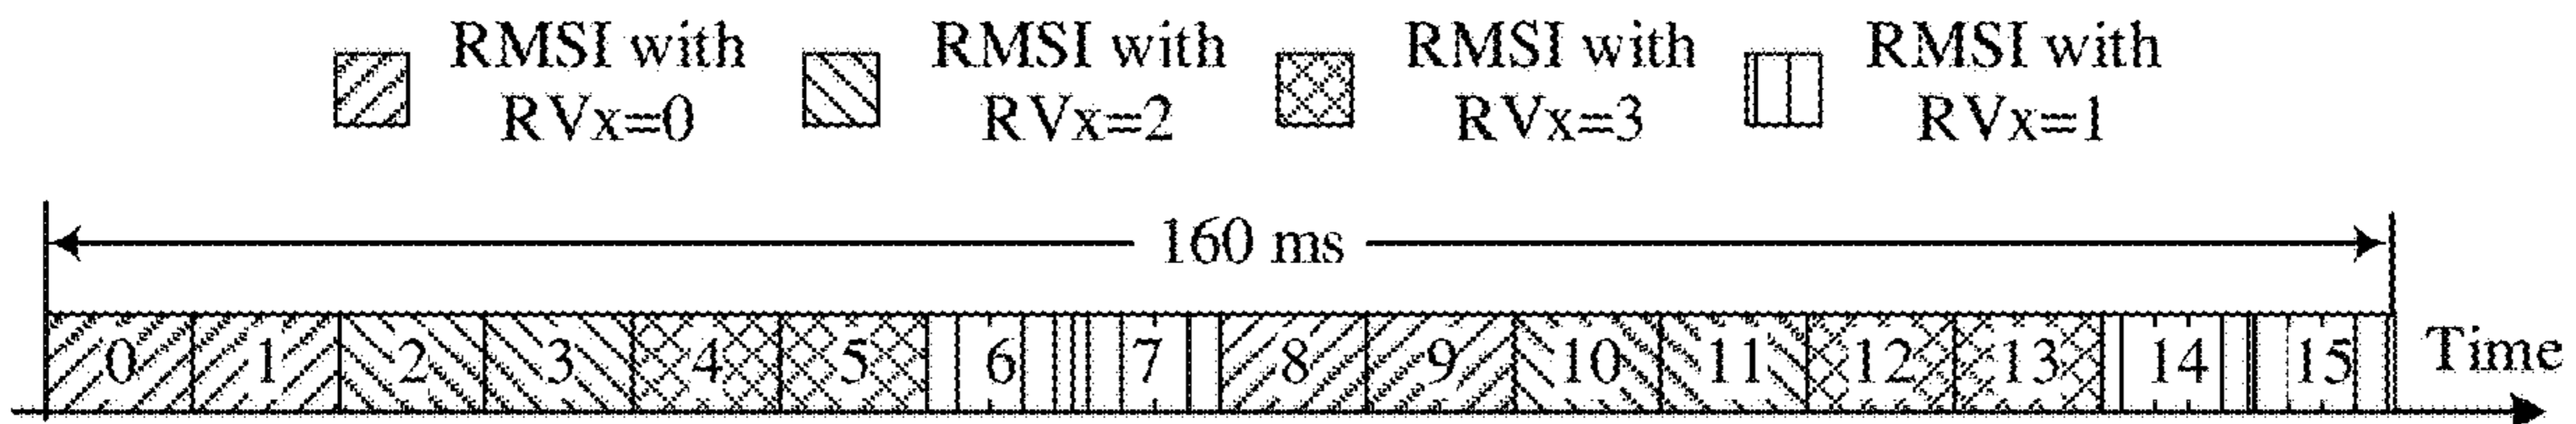 RMSI with RMSI with RMSI with RMSI with
RVx=0 RVx=2 RVx=3 RVx=1
160 ms
0 1 2 3 4 5 6 7 8 9 10 11 12 13 14 15 Time